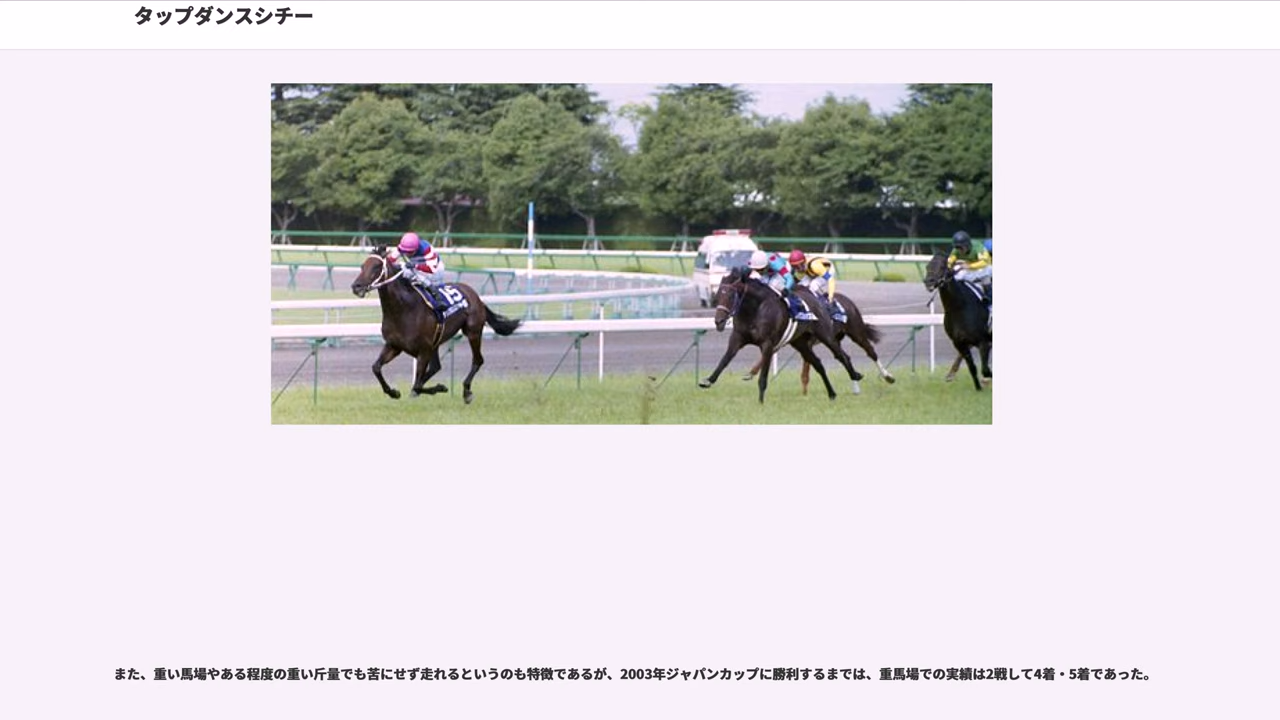 タップダンスシチー
15
また、重い馬場やある程度の重い斤量でも苦にせず走れるというのも特徴であるが、2003年ジャパンカップに勝利するまでは、重馬場での実績は2戦して4着・5着であった。